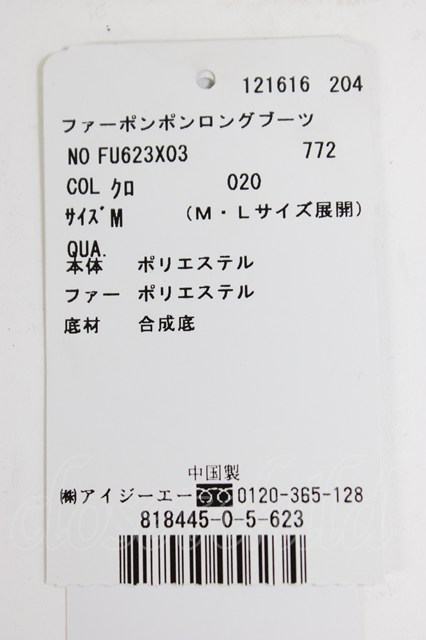 121616 204
ファーポンポンロングブーツ
NO FU623X03 772
COL クロ 020
サイズ M (M・Lサイズ展開)
QUA.
本体 ポリエステル
ファー ポリエステル
底材 合成底
中国製
㈱アイジーエー 0120-365-128
818445-0-5-623